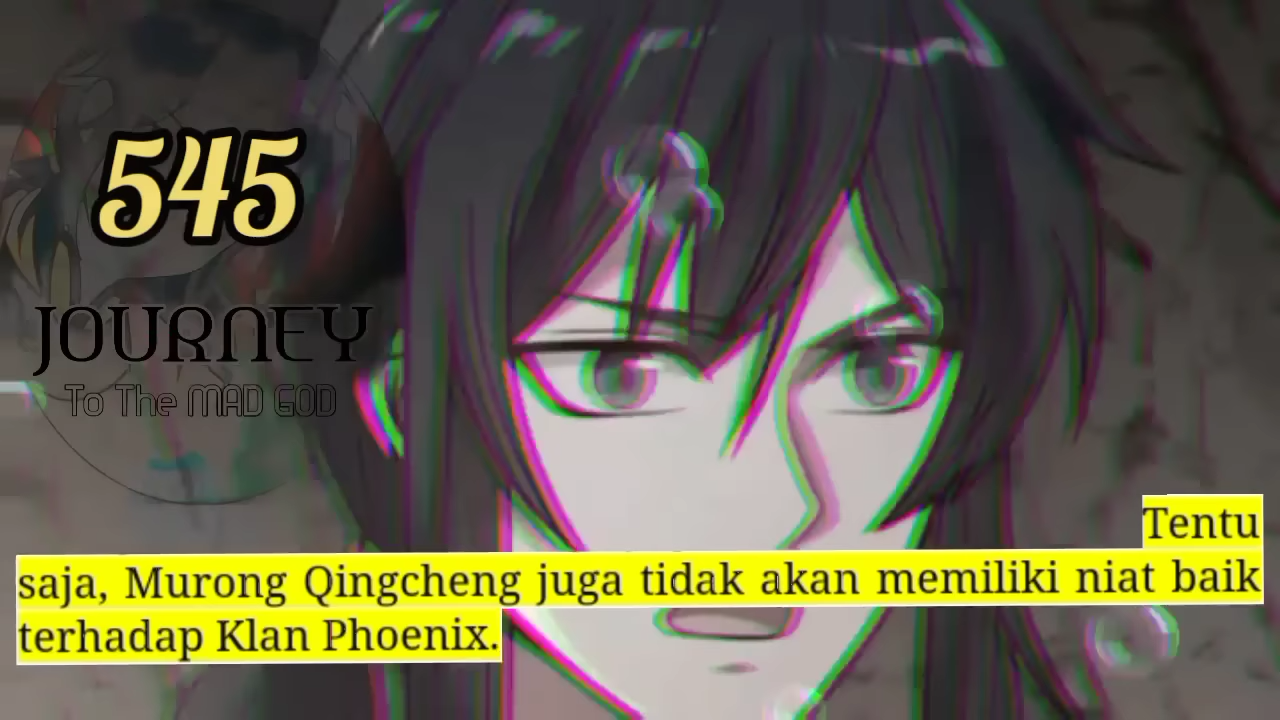 545
JOURNEY
To The MAD GOD
Tentu
saja, Murong Qingcheng juga tidak akan memiliki niat baik
terhadap Klan Phoenix.